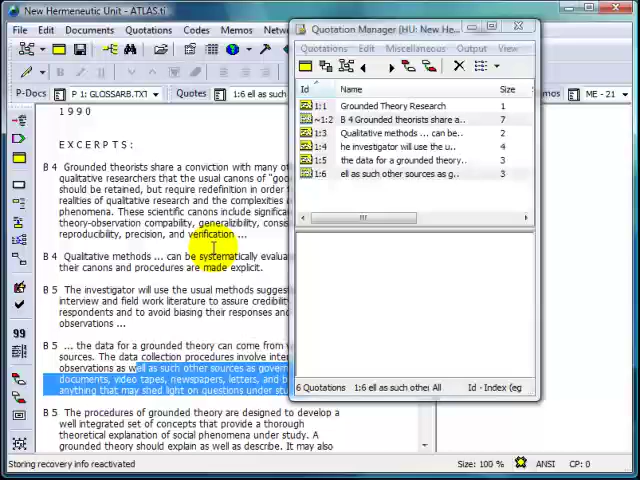 New Hermeneutic Unit - ATLAS.ti
File Edit Documents Quotations Codes Memos Netw
P-Docs P 1: GLOSSARB.TXT Quotes 1:6 ell as suc
mos ME - 21
1 9 9 0
E X C E R P T S :
B 4 Grounded theorists share a conviction with many ot
qualitative researchers that the usual canons of "goo
should be retained, but require redefinition in order t
realities of qualitative research and the complexities o
phenomena. These scientific canons include significan
theory-observation compability, generalizibility, consis
reproducibility, precision, and verification ...
B 4 Qualitative methods ... can be systematically evalua
their canons and procedures are made explicit.
B 5 The investigator will use the usual methods sugges
interview and field work literature to assure credibility
respondents and to avoid biasing their responses and
observations ...
B 5 ... the data for a grounded theory can come from v
sources. The data collection procedures involve inter
observations as well as such other sources as govern
documents, video tapes, newspapers, letters, and b
anything that may shed light on questions under stu
B 5 The procedures of grounded theory are designed to develop a
well integrated set of concepts that provide a thorough
theoretical explanation of social phenomena under study. A
grounded theory should explain as well as describe. It may also
Quotation Manager [HU: New He...
Quotations Edit Miscellaneous Output View
Id Name Size
1:1 Grounded Theory Research 1
~1:2 B 4 Grounded theorists share a.. 7
1:3 Qualitative methods ... can be.. 2
1:4 he investigator will use the u.. 4
1:5 the data for a grounded theory.. 3
1:6 ell as such other sources as g.. 3
6 Quotations 1:6 ell as such other All Id - Index (eg
Storing recovery info reactivated Size: 100 % ANSI CP: 0